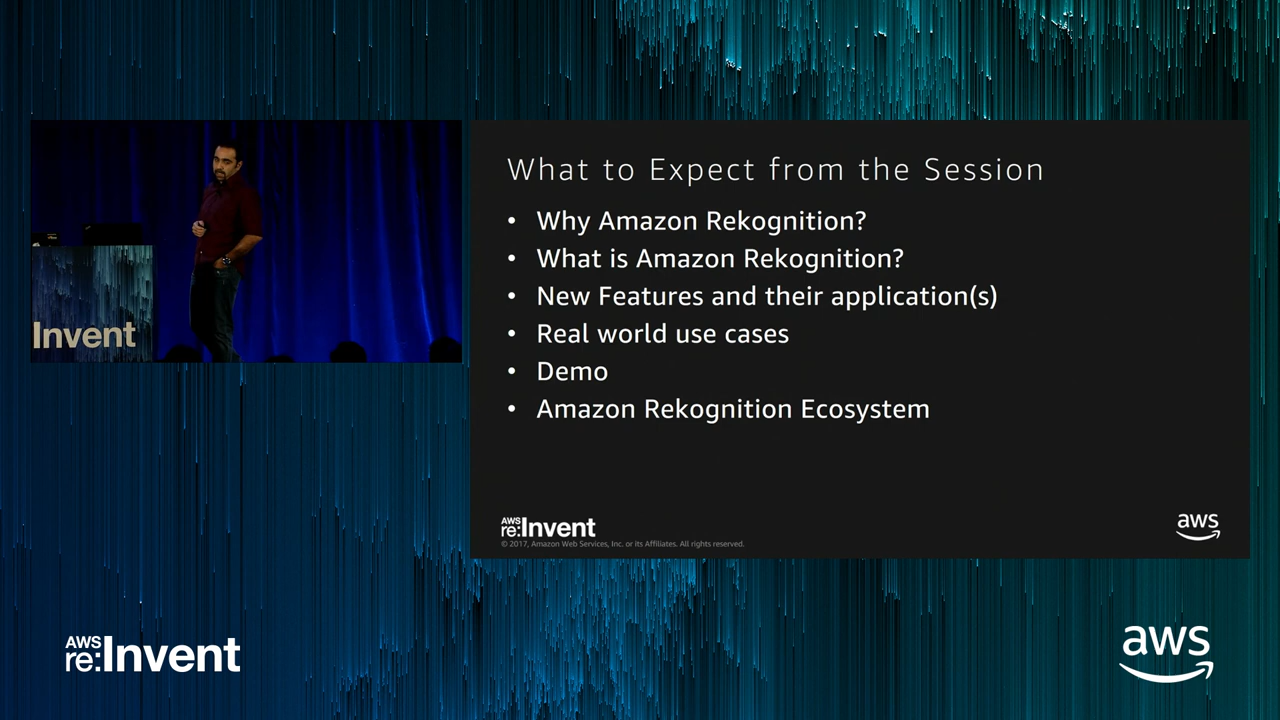 What to Expect from the Session
• Why Amazon Rekognition?
• What is Amazon Rekognition?
• New Features and their application(s)
• Real world use cases
• Demo
• Amazon Rekognition Ecosystem
Invent
AWS
re:Invent
© 2017, Amazon Web Services, Inc. or its Affiliates. All rights reserved.
aws
AWS
re:Invent
aws